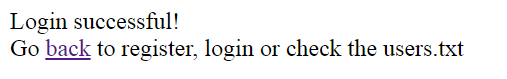 Login successful!
Go back to register, login or check the users.txt